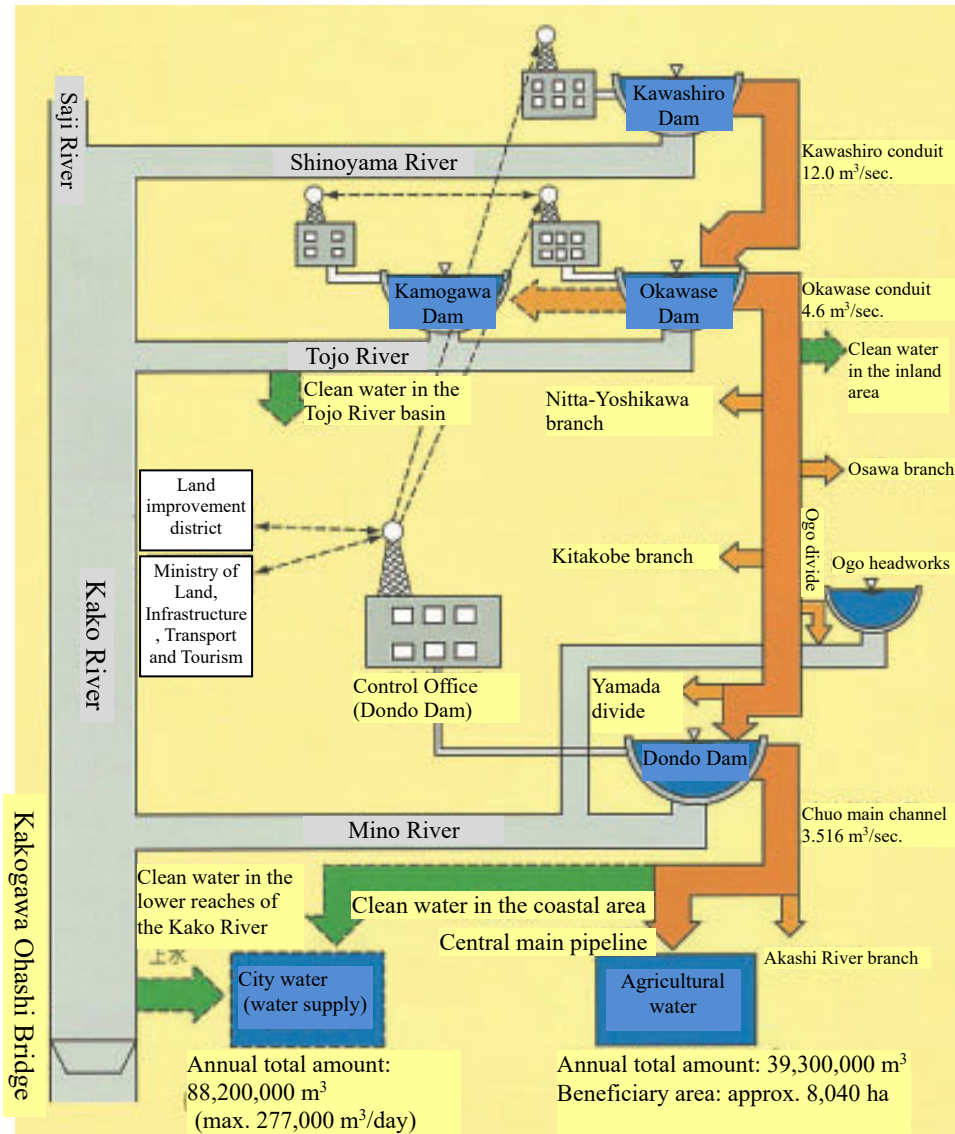 Saji River
Kawashiro
Dam
Shinoyama River
Kawashiro conduit
12.0 m³/sec.
Kamogawa
Dam
Okawase
Dam
Okawase conduit
4.6 m³/sec.
Tojo River
Clean water in the
Tojo River basin
Clean water
in the inland
area
Nitta-Yoshikawa
branch
Osawa branch
Land
improvement
district
Ministry of
Land,
Infrastructure
, Transport
and Tourism
Kako River
Kitakobe branch
Ogo divide
Ogo headworks
Control Office
(Dondo Dam)
Yamada
divide
Dondo Dam
Mino River
Chuo main channel
3.516 m³/sec.
Kakogawa Ohashi Bridge
Clean water in the
lower reaches of
the Kako River
上水
Clean water in the coastal area
Central main pipeline
Akashi River branch
City water
(water supply)
Agricultural
water
Annual total amount:
88,200,000 m³
(max. 277,000 m³/day)
Annual total amount: 39,300,000 m³
Beneficiary area: approx. 8,040 ha